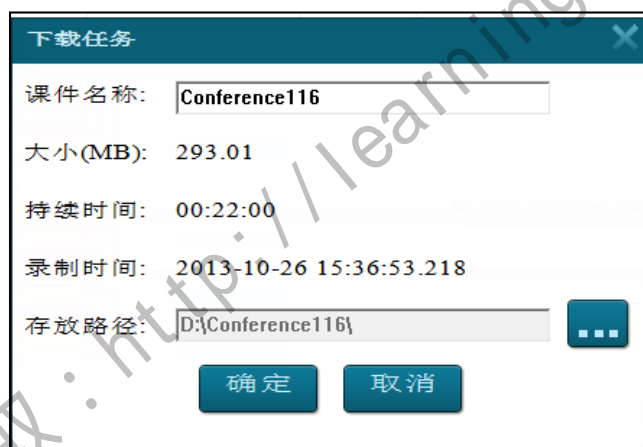 下载任务
课件名称: Conference116
大小(MB): 293.01
持续时间: 00:22:00
录制时间: 2013-10-26 15:36:53.218
存放路径: D:\Conference116\
...
确定 取消
:http://learning